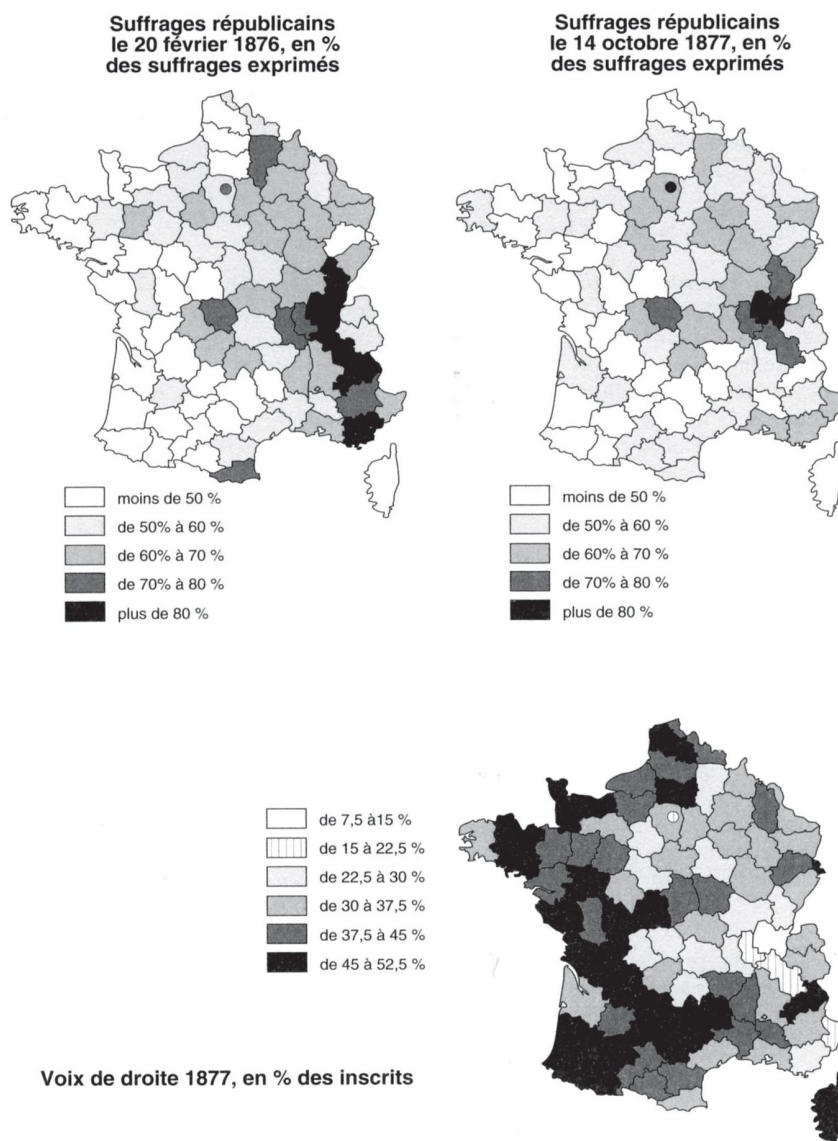 Suffrages républicains
le 20 février 1876, en %
des suffrages exprimés
Suffrages républicains
le 14 octobre 1877, en %
des suffrages exprimés
moins de 50 %
de 50% à 60 %
de 60% à 70 %
de 70% à 80 %
plus de 80 %
moins de 50 %
de 50% à 60 %
de 60% à 70 %
de 70% à 80 %
plus de 80 %
de 7,5 à15 %
de 15 à 22,5 %
de 22,5 à 30 %
de 30 à 37,5 %
de 37,5 à 45 %
de 45 à 52,5 %
Voix de droite 1877, en % des inscrits